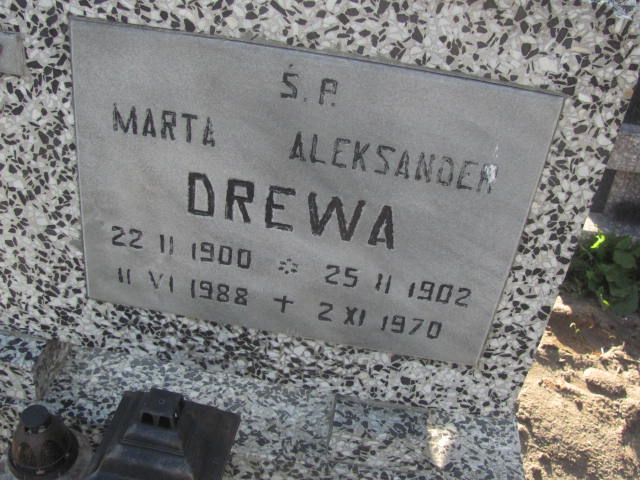 Ś.P.
MARTA ALEKSANDER
DREWA
22 II 1900 * 25 II 1902
11 VI 1988 + 2 XI 1970